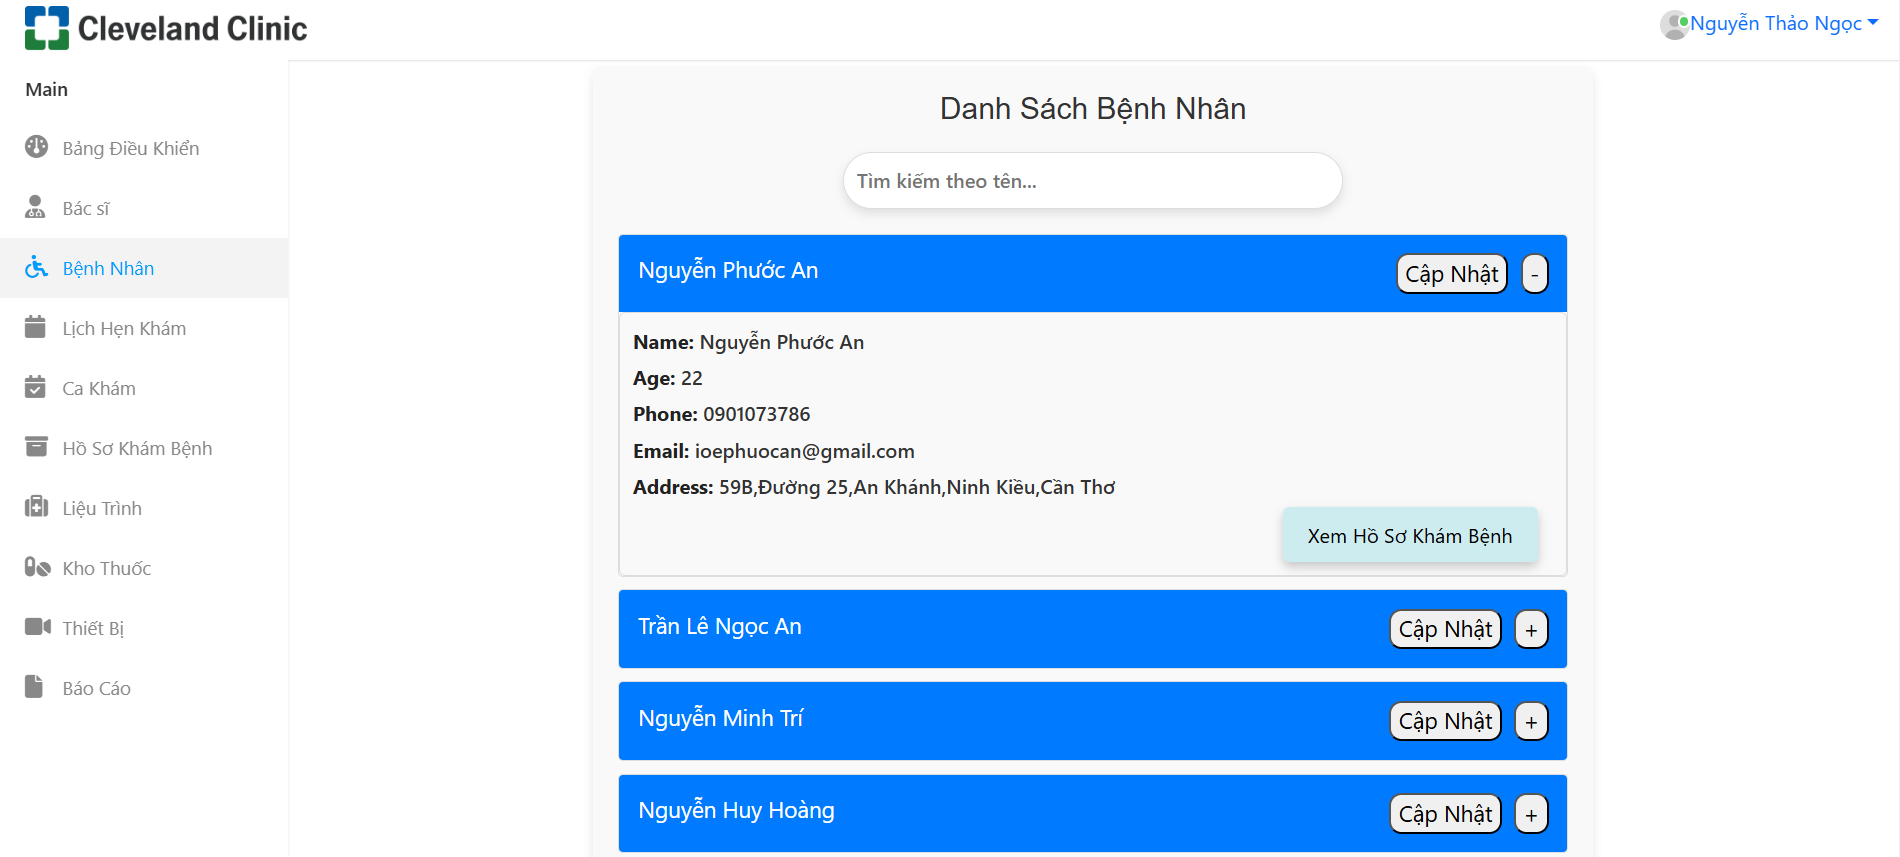 Cleveland Clinic
Nguyễn Thảo Ngọc
Main
Bảng Điều Khiển
Bác sĩ
Bệnh Nhân
Lịch Hẹn Khám
Ca Khám
Hồ Sơ Khám Bệnh
Liệu Trình
Kho Thuốc
Thiết Bị
Báo Cáo
Danh Sách Bệnh Nhân
Tìm kiếm theo tên...
Nguyễn Phước An Cập Nhật -
Name: Nguyễn Phước An
Age: 22
Phone: 0901073786
Email: ioephuocan@gmail.com
Address: 59B,Đường 25,An Khánh,Ninh Kiều,Cần Thơ
Xem Hồ Sơ Khám Bệnh
Trần Lê Ngọc An Cập Nhật +
Nguyễn Minh Trí Cập Nhật +
Nguyễn Huy Hoàng Cập Nhật +